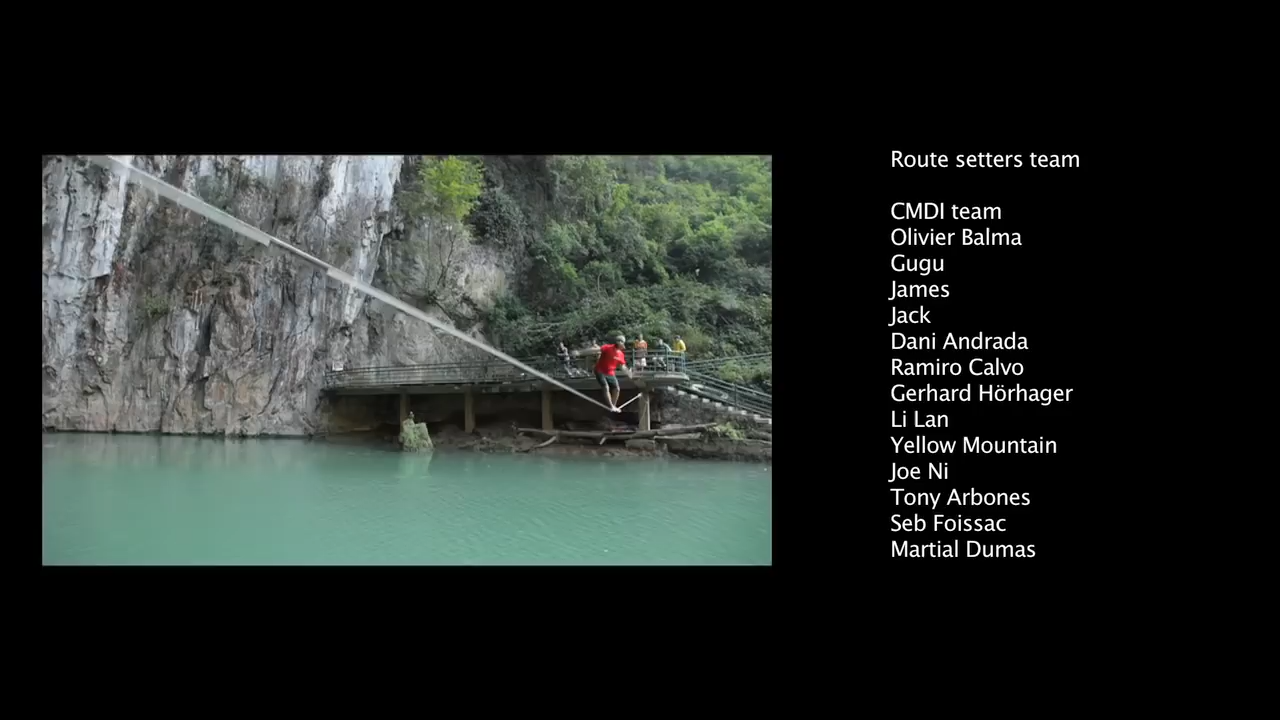 Route setters team
CMDI team
Olivier Balma
Gugu
James
Jack
Dani Andrada
Ramiro Calvo
Gerhard Hörhager
Li Lan
Yellow Mountain
Joe Ni
Tony Arbones
Seb Foissac
Martial Dumas